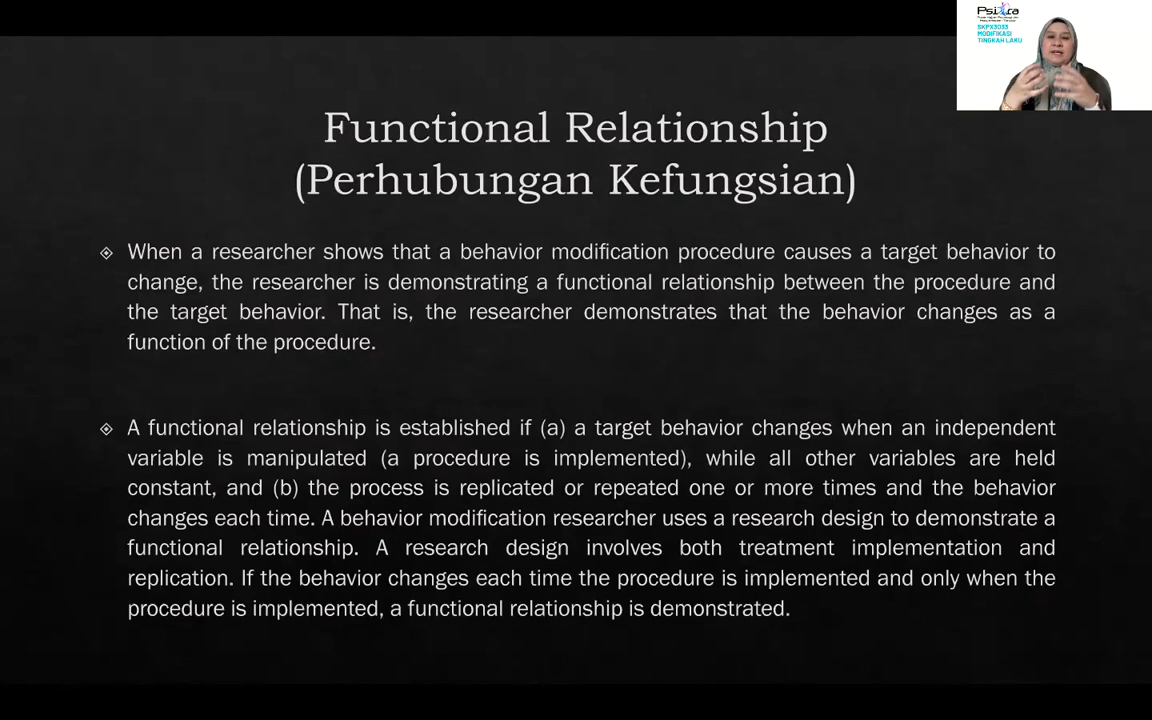 Psitra
SKPX3033
MODIFIKASI
TINGKAH LAKU
Functional Relationship
(Perhubungan Kefungsian)
When a researcher shows that a behavior modification procedure causes a target behavior to
change, the researcher is demonstrating a functional relationship between the procedure and
the target behavior. That is, the researcher demonstrates that the behavior changes as a
function of the procedure.
A functional relationship is established if (a) a target behavior changes when an independent
variable is manipulated (a procedure is implemented), while all other variables are held
constant, and (b) the process is replicated or repeated one or more times and the behavior
changes each time. A behavior modification researcher uses a research design to demonstrate a
functional relationship. A research design involves both treatment implementation and
replication. If the behavior changes each time the procedure is implemented and only when the
procedure is implemented, a functional relationship is demonstrated.